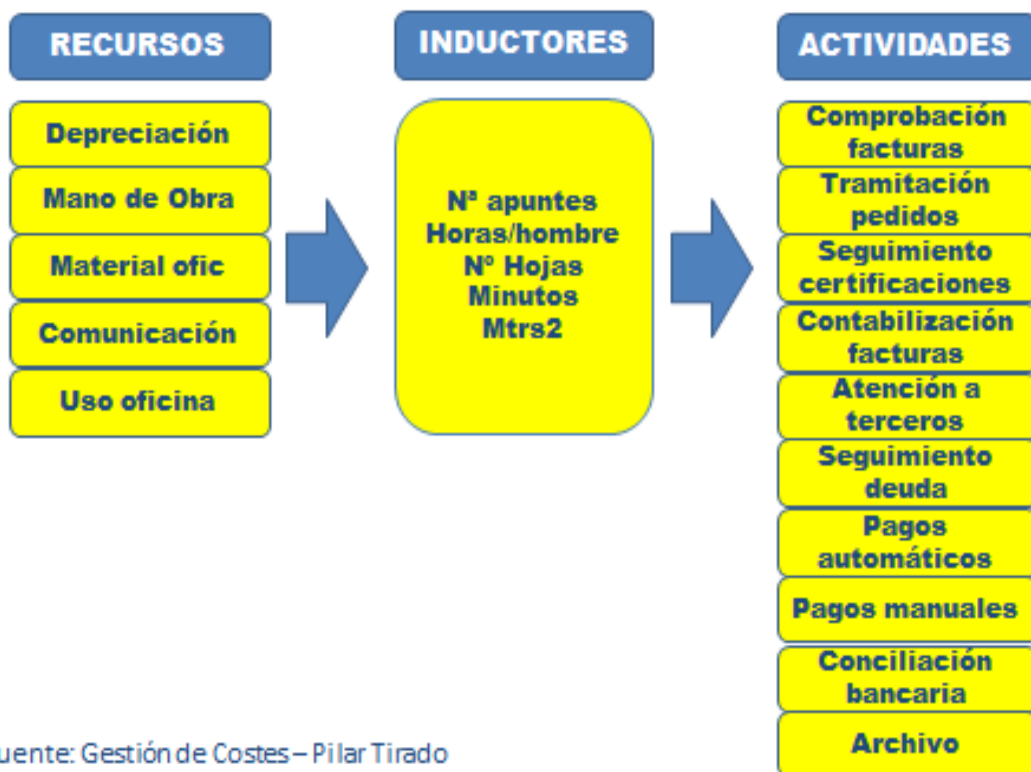 RECURSOS
Depreciación
Mano de Obra
Material ofic
Comunicación
Uso oficina
INDUCTORES
Nª apuntes
Horas/hombre
Nº Hojas
Minutos
Mtrs2
ACTIVIDADES
Comprobación
facturas
Tramitación
pedidos
Seguimiento
certificaciones
Contabilización
facturas
Atención a
terceros
Seguimiento
deuda
Pagos
automáticos
Pagos manuales
Conciliación
bancaria
Archivo
uente: Gestión de Costes – Pilar Tirado